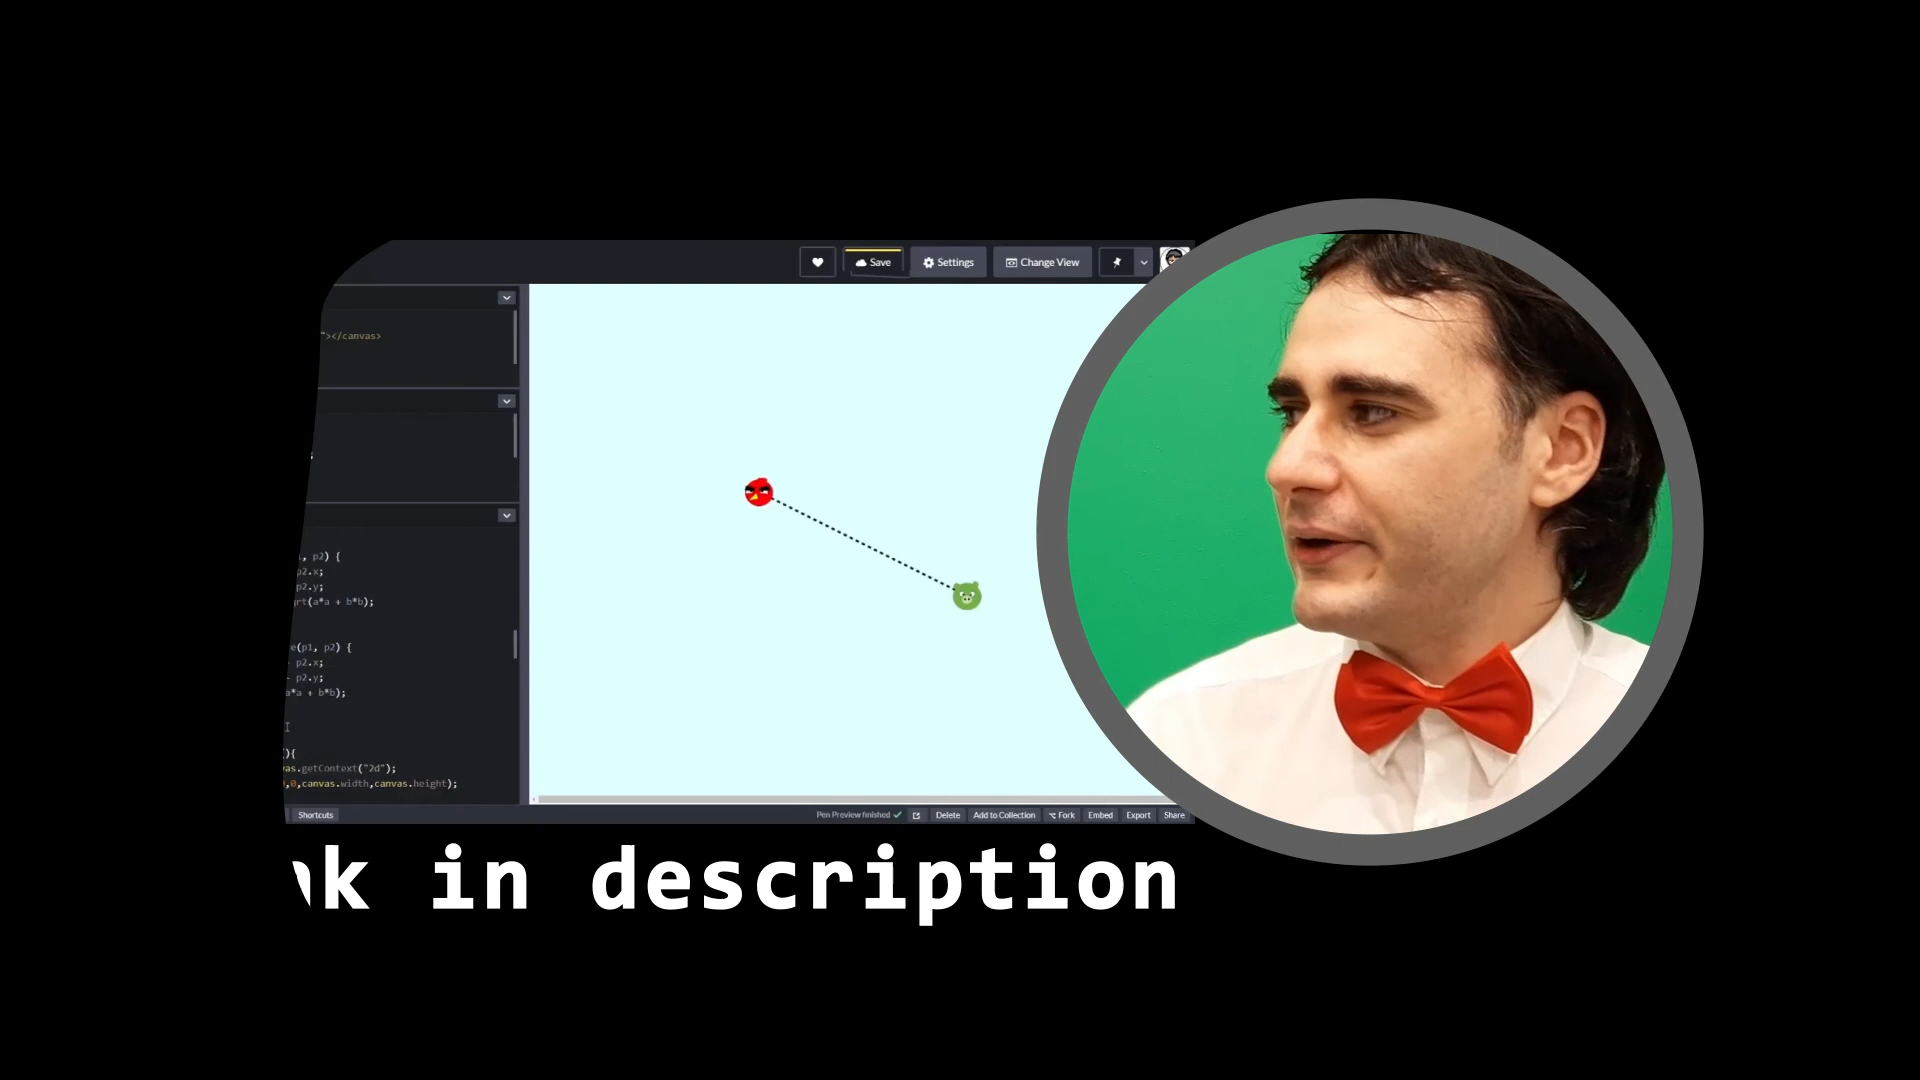 Save
Settings
Change View
"></canvas>
;
, p2) {
p2.x;
p2.y;
rt(a*a + b*b);
e(p1, p2) {
- p2.x;
- p2.y;
a*a + b*b);
){
as.getContext("2d");
,0,canvas.width,canvas.height);
Shortcuts
Pen Preview finished
Delete
Add to Collection
Fork
Embed
Export
Share
k in description